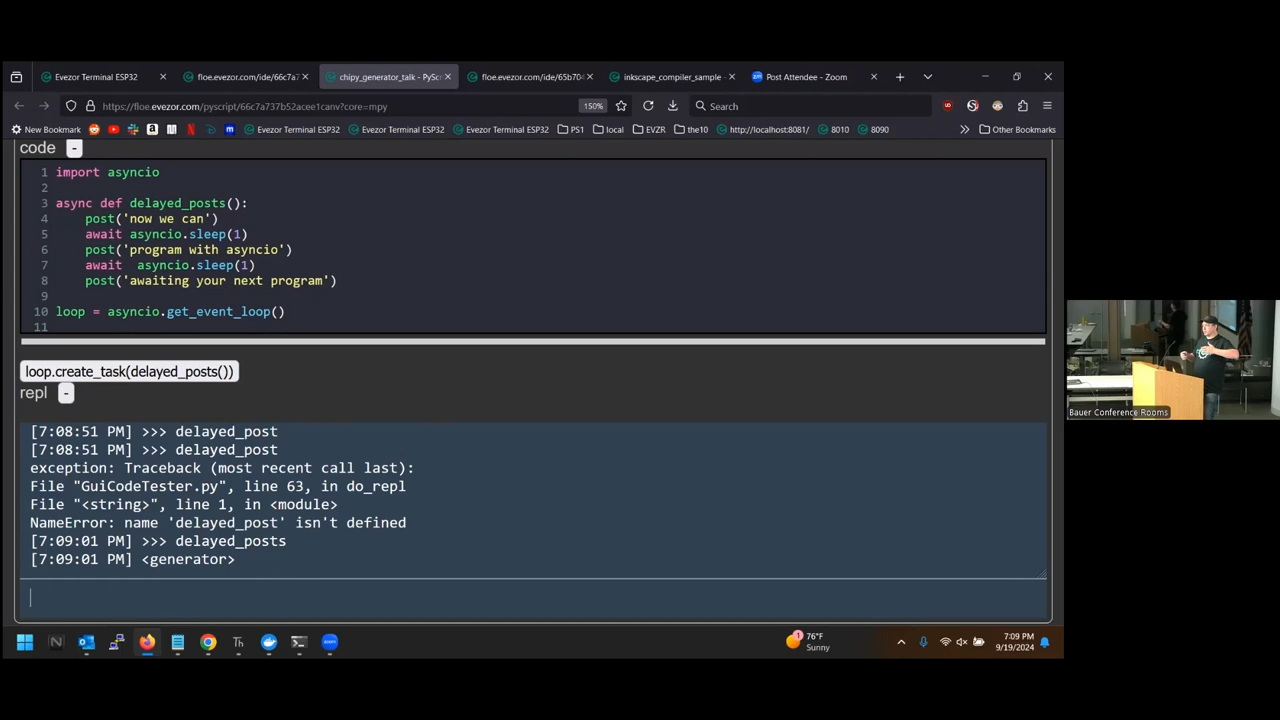 Evezor Terminal ESP32
floe.evezor.com/ide/66c7a7
chipy_generator_talk - PyScr
floe.evezor.com/ide/65b704
inkscape_compiler_sample -
Post Attendee - Zoom
https://floe.evezor.com/pyscript/66c7a737b52acee1canv?core=mpy
150%
Search
New Bookmark
Evezor Terminal ESP32
Evezor Terminal ESP32
Evezor Terminal ESP32
PS1
local
EVZR
the10
http://localhost:8081/
8010
8090
Other Bookmarks
code -
1 import asyncio
2
3 async def delayed_posts():
4     post('now we can')
5     await asyncio.sleep(1)
6     post('program with asyncio')
7     await  asyncio.sleep(1)
8     post('awaiting your next program')
9
10 loop = asyncio.get_event_loop()
11
loop.create_task(delayed_posts())
repl -
[7:08:51 PM] >>> delayed_post
[7:08:51 PM] >>> delayed_post
exception: Traceback (most recent call last):
File "GuiCodeTester.py", line 63, in do_repl
File "<string>", line 1, in <module>
NameError: name 'delayed_post' isn't defined
[7:09:01 PM] >>> delayed_posts
[7:09:01 PM] <generator>
Bauer Conference Rooms
1
76°F
Sunny
7:09 PM
9/19/2024